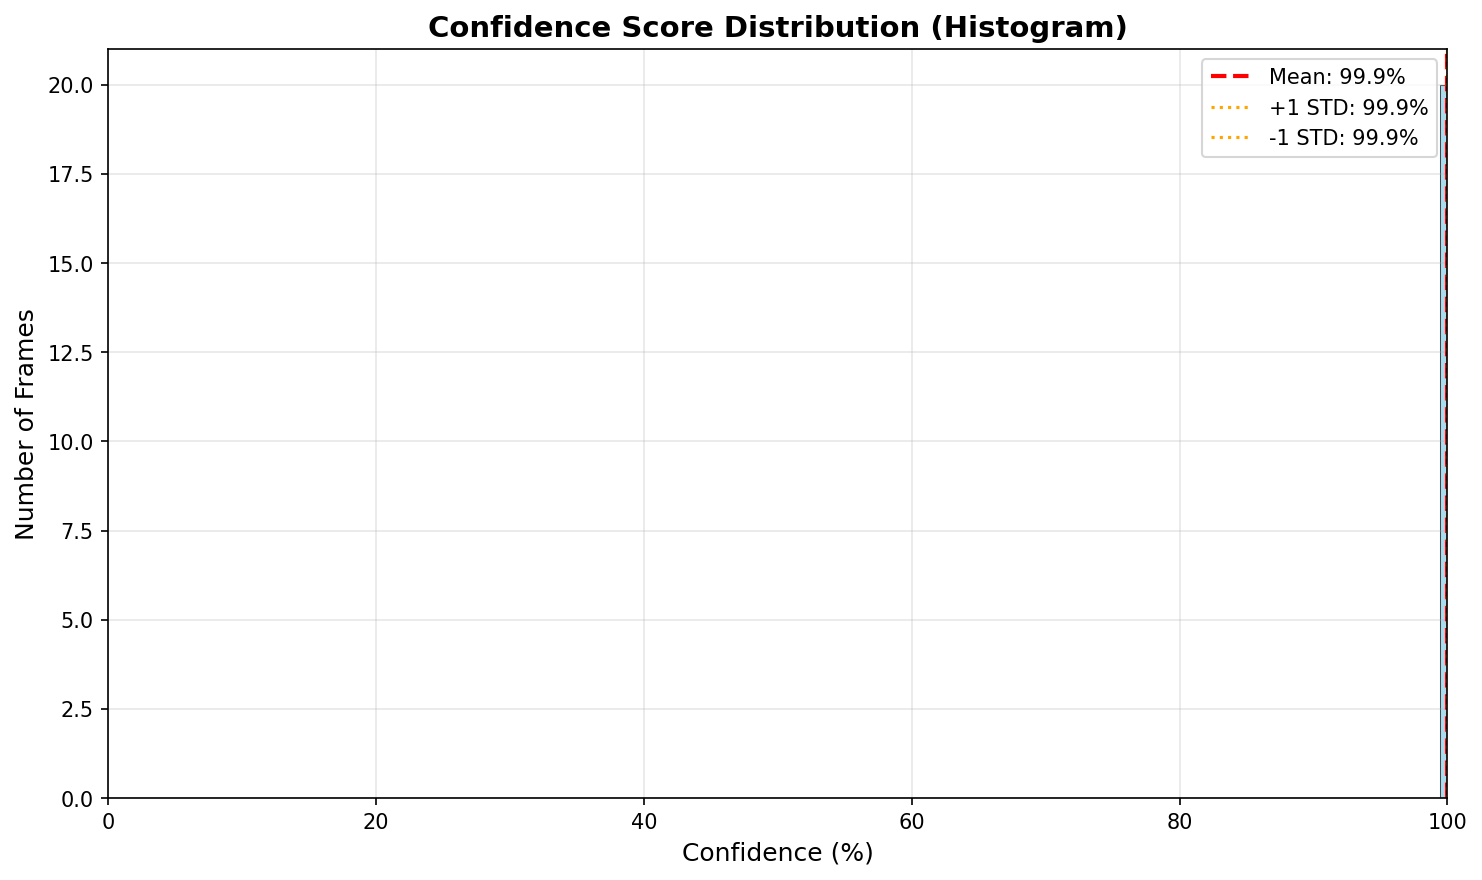 Confidence Score Distribution (Histogram)
Mean: 99.9%
+1 STD: 99.9%
-1 STD: 99.9%
Number of Frames
20.0
17.5
15.0
12.5
10.0
7.5
5.0
2.5
0.0
0 20 40 60 80 100
Confidence (%)